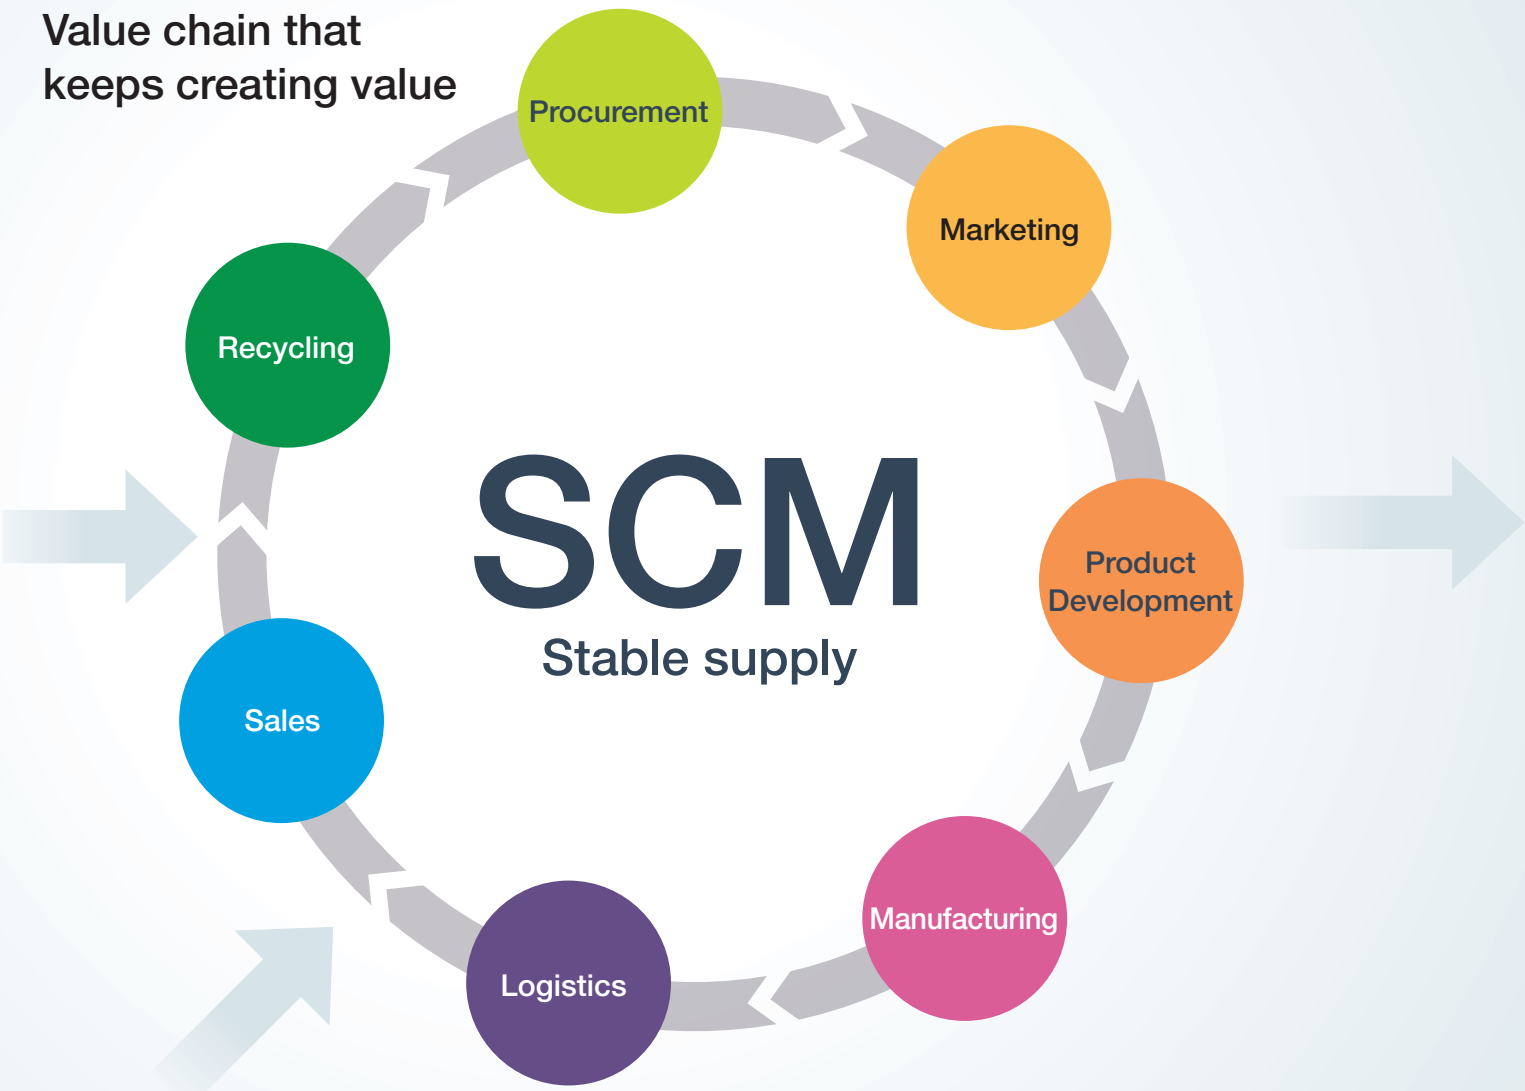 Value chain that
keeps creating value
Procurement
Marketing
Recycling
SCM
Stable supply
Product
Development
Sales
Manufacturing
Logistics